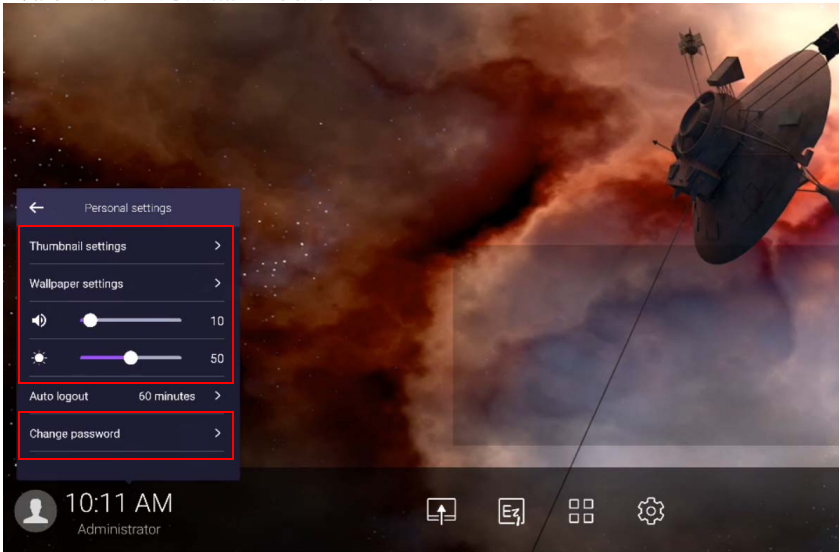 Personal settings
Thumbnail settings
Wallpaper settings
10
50
Auto logout 60 minutes
Change password
10:11 AM
Administrator